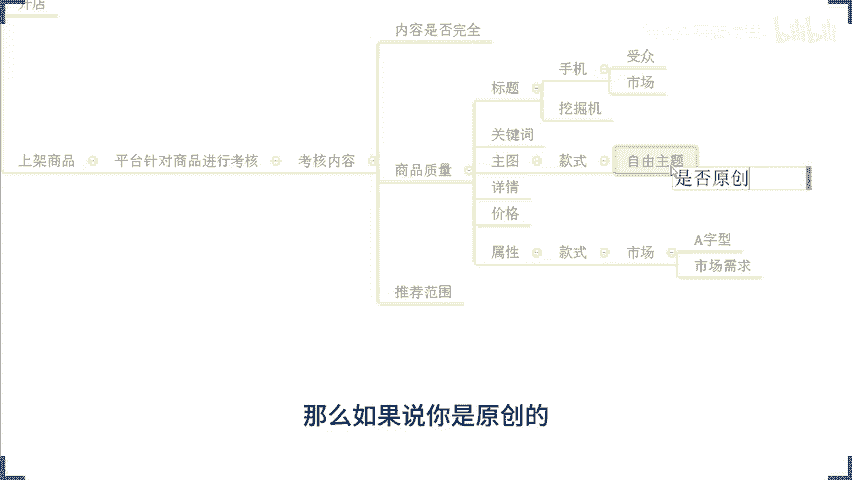 开店
内容是否完全
受众
手机
标题
市场
挖掘机
关键词
上架商品
平台针对商品进行考核
考核内容
主图
款式
自由主题
商品质量
是否原创
详情
价格
A字型
属性
款式
市场
市场需求
推荐范围
那么如果说你是原创的